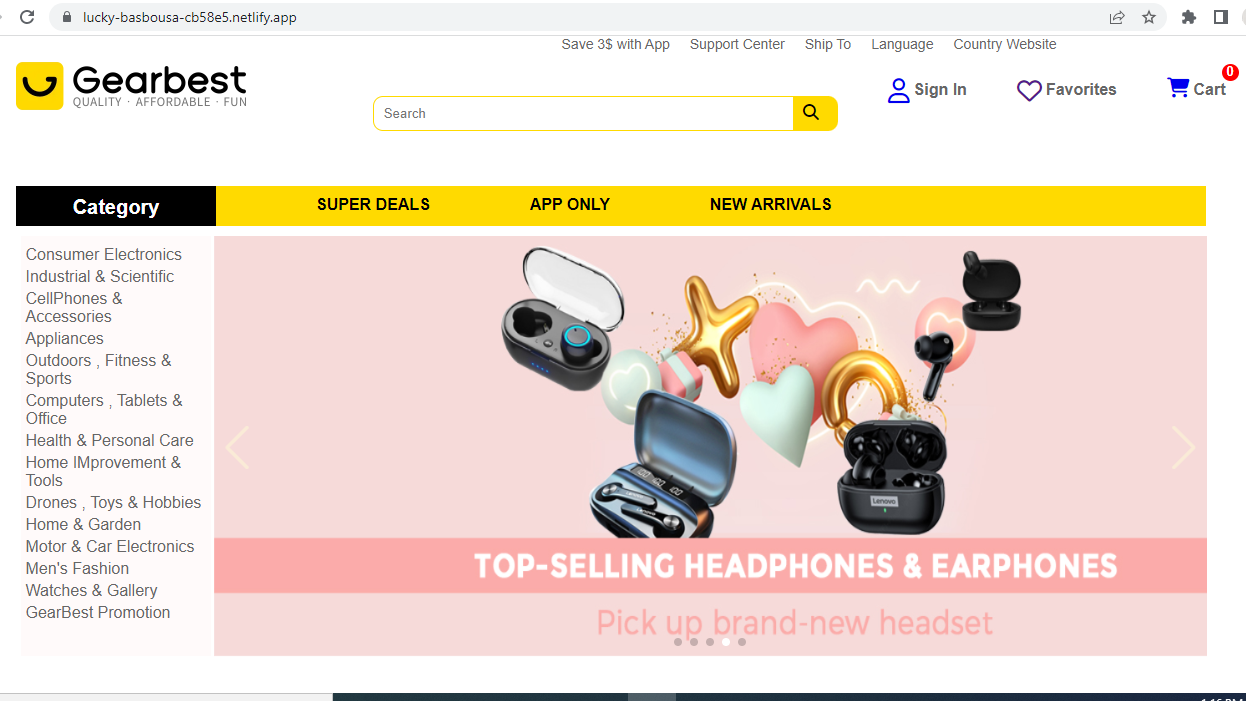 lucky-basbousa-cb58e5.netlify.app
Save 3$ with App Support Center Ship To Language Country Website
Gearbest
QUALITY · AFFORDABLE · FUN
Search
Sign In
Favorites
0
Cart
Category
SUPER DEALS
APP ONLY
NEW ARRIVALS
Consumer Electronics
Industrial & Scientific
CellPhones &
Accessories
Appliances
Outdoors , Fitness &
Sports
Computers , Tablets &
Office
Health & Personal Care
Home IMprovement &
Tools
Drones , Toys & Hobbies
Home & Garden
Motor & Car Electronics
Men's Fashion
Watches & Gallery
GearBest Promotion
Lenovo
TOP-SELLING HEADPHONES & EARPHONES
Pick up brand-new headset